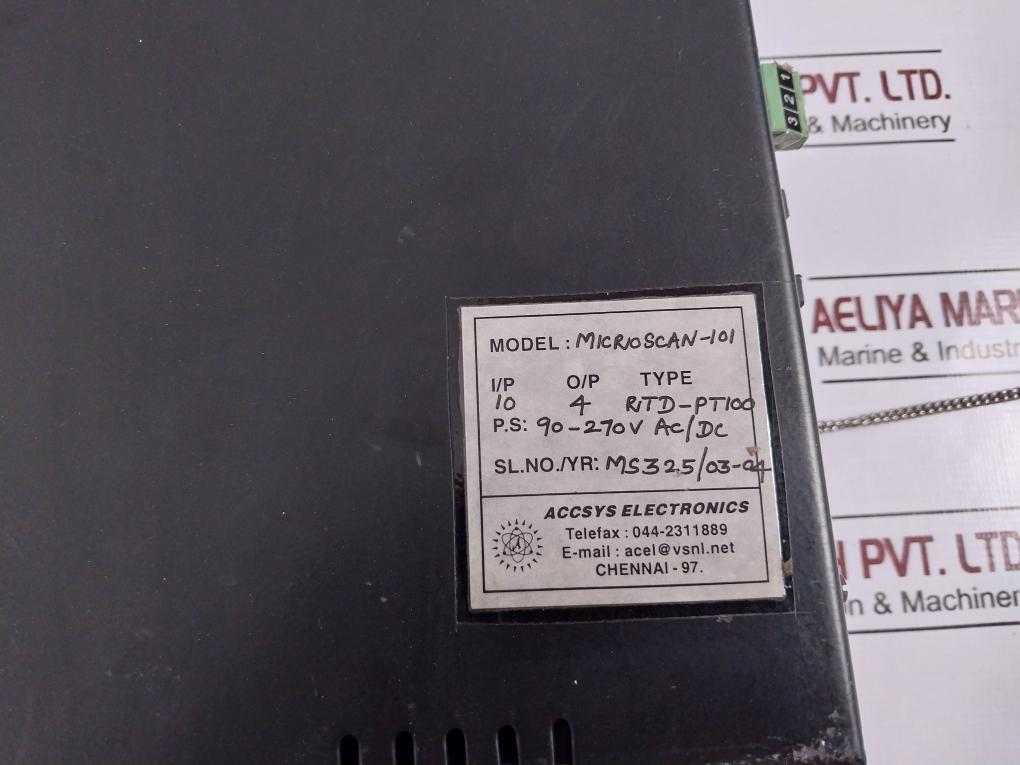 MODEL : MICROSCAN-101
I/P O/P TYPE
10 4 RTD-PT100
P.S: 90-270V AC/DC
SL.NO./YR: MS325/03-04
ACCSYS ELECTRONICS
Telefax : 044-2311889
E-mail : acel@vsnl.net
CHENNAI - 97.
3 2 1
PVT. LTD.
& Machinery
AELIYA MARI
Marine & Industr
PVT. LTD
n & Machiner